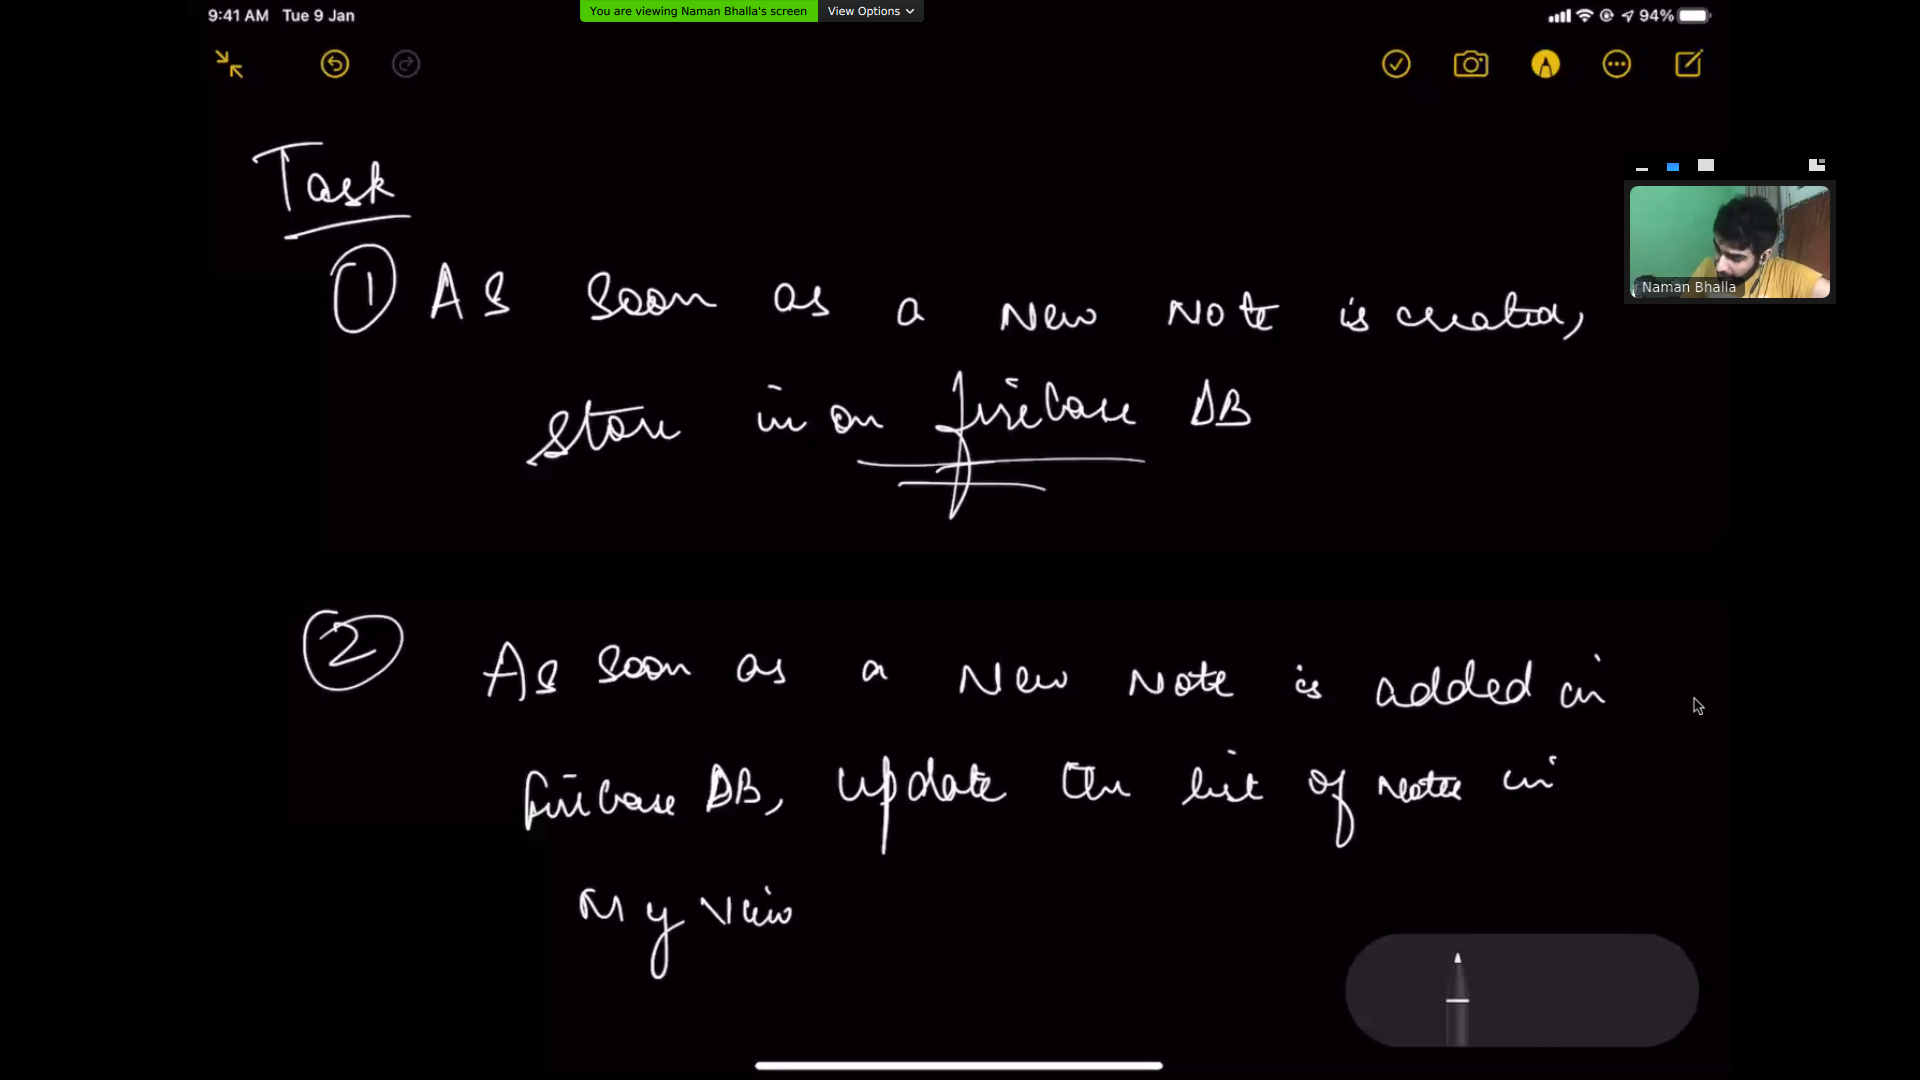 9:41 AM Tue 9 Jan
You are viewing Naman Bhalla's screen View Options
94%
Task
Naman Bhalla
1 As soon as a New Note is created,
store in on firebase DB
2 As soon as a New Note is added in
firebase DB, update the list of notes in
My view